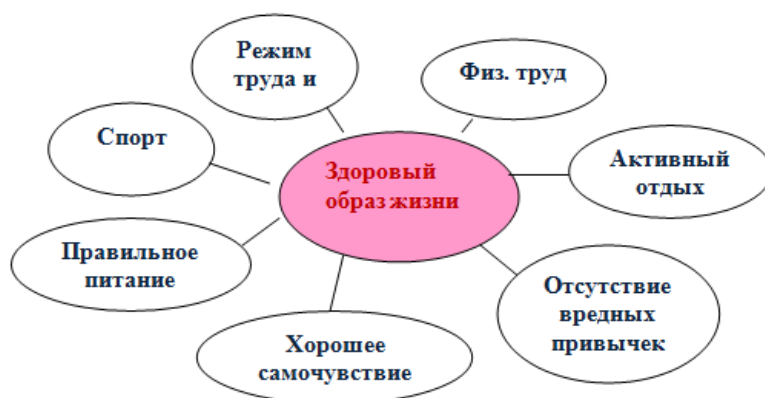 Режим
труда и
Физ. труд
Спорт
Здоровый
образ жизни
Активный
отдых
Правильное
питание
Отсутствие
вредных
привычек
Хорошее
самочувствие